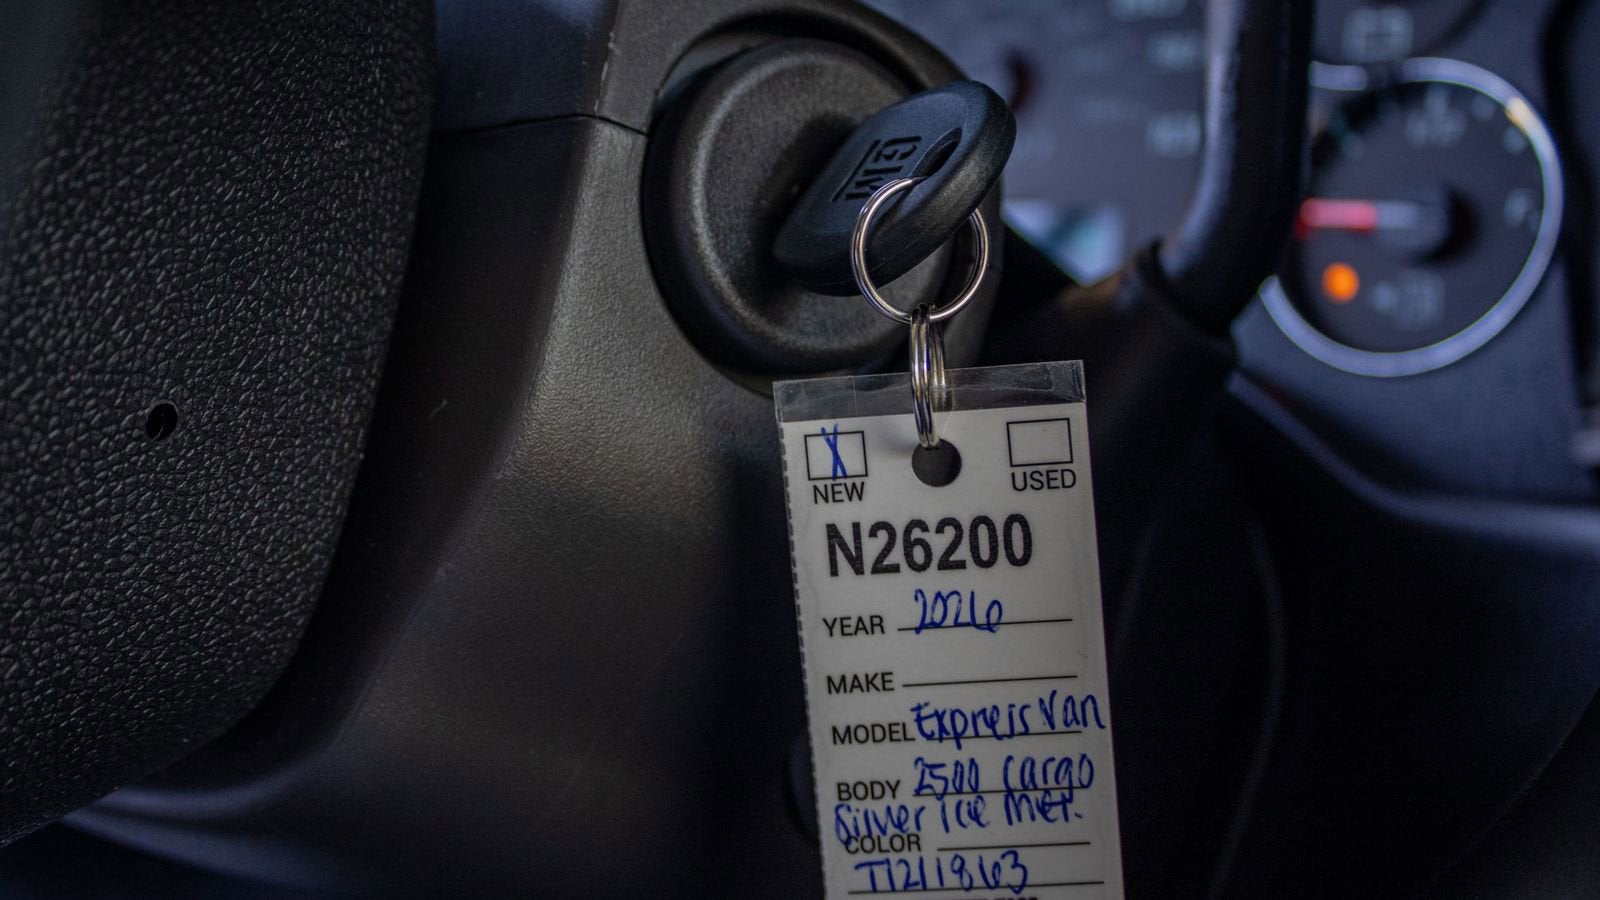 GM
X
NEW
USED
N26200
YEAR 2026
MAKE
MODEL Express Van
BODY 2500 Cargo
Silver Ice Met.
COLOR
T1211863